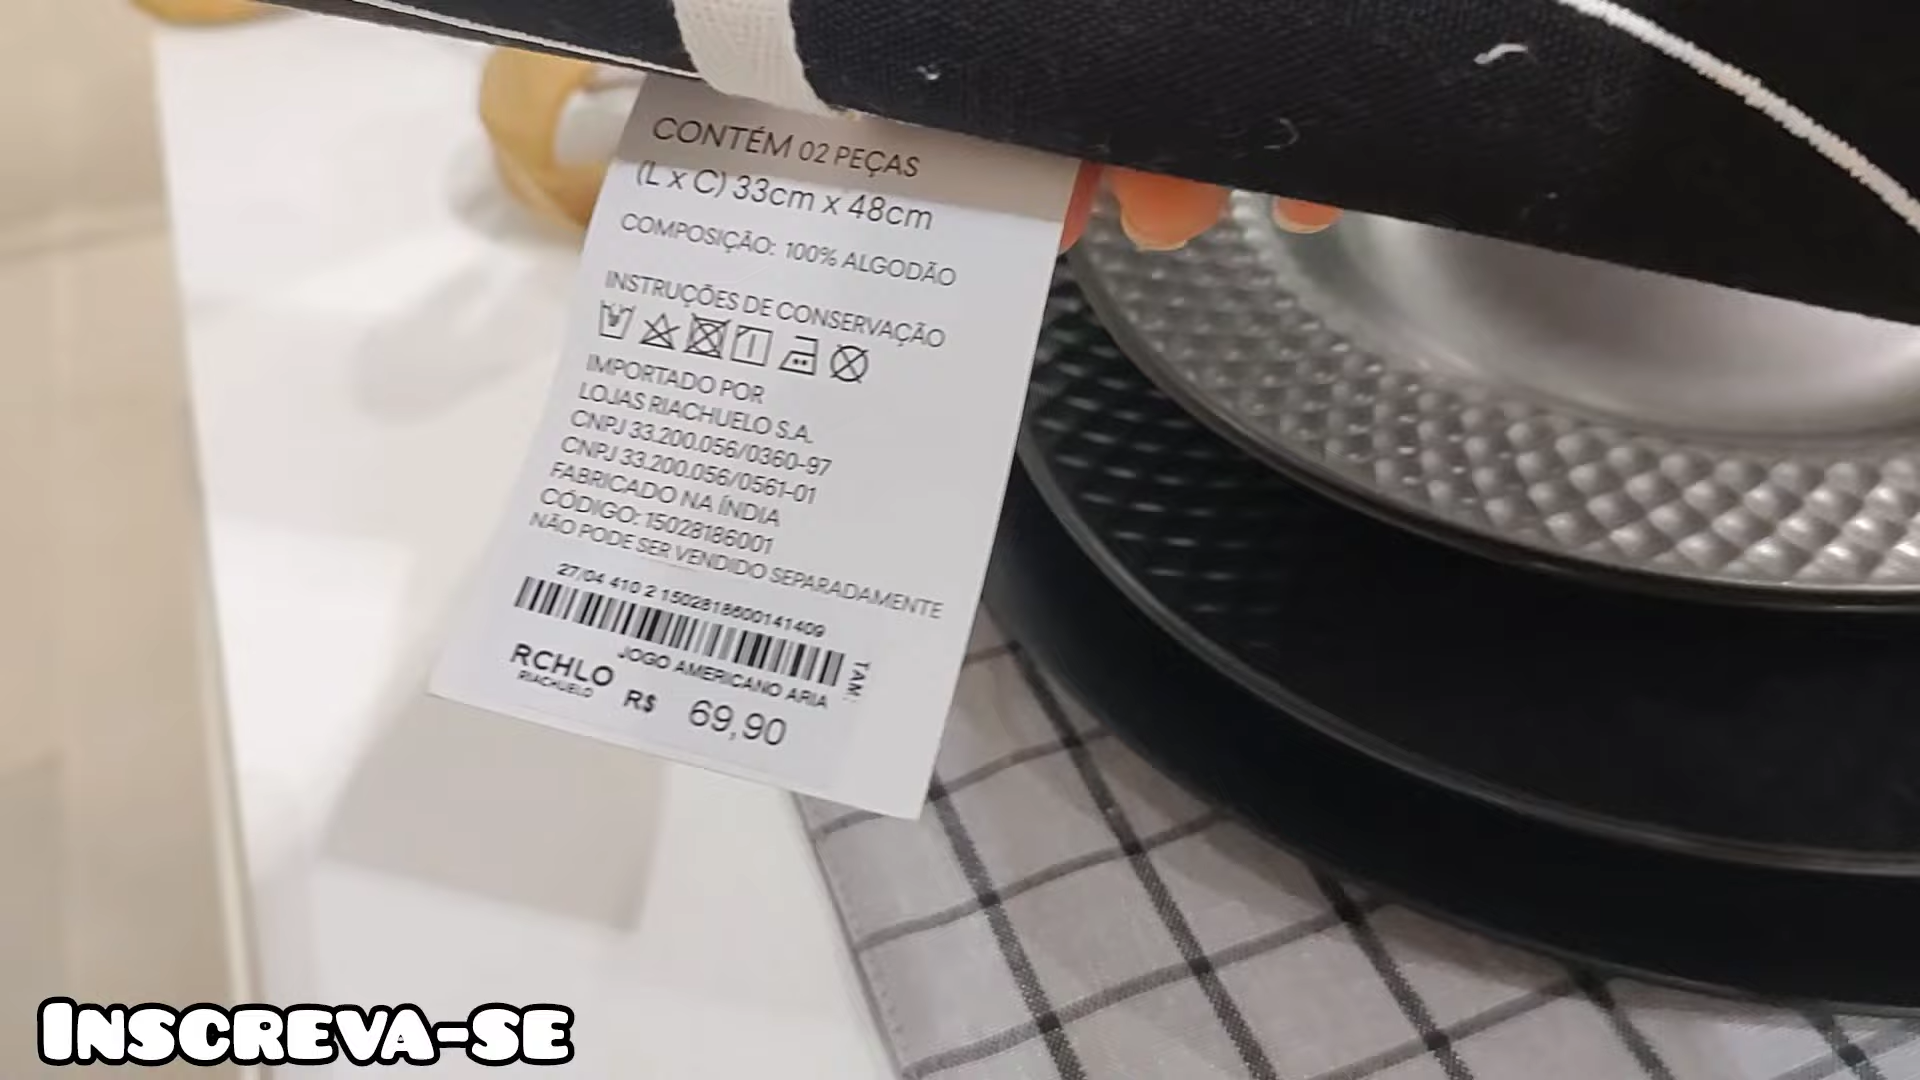 CONTÉM 02 PEÇAS
(L x C) 33cm x 48cm
COMPOSIÇÃO: 100% ALGODÃO
INSTRUÇÕES DE CONSERVAÇÃO
IMPORTADO POR
LOJAS RIACHUELO S.A.
CNPJ 33.200.056/0360-97
CNPJ 33.200.056/0561-01
FABRICADO NA ÍNDIA
CÓDIGO: 15028186001
NÃO PODE SER VENDIDO SEPARADAMENTE
27/04 410 2 1502818600141409
TAM:
JOGO AMERICANO ARIA
RCHLO
RIACHUELO
R$ 69,90
INSCREVA-SE